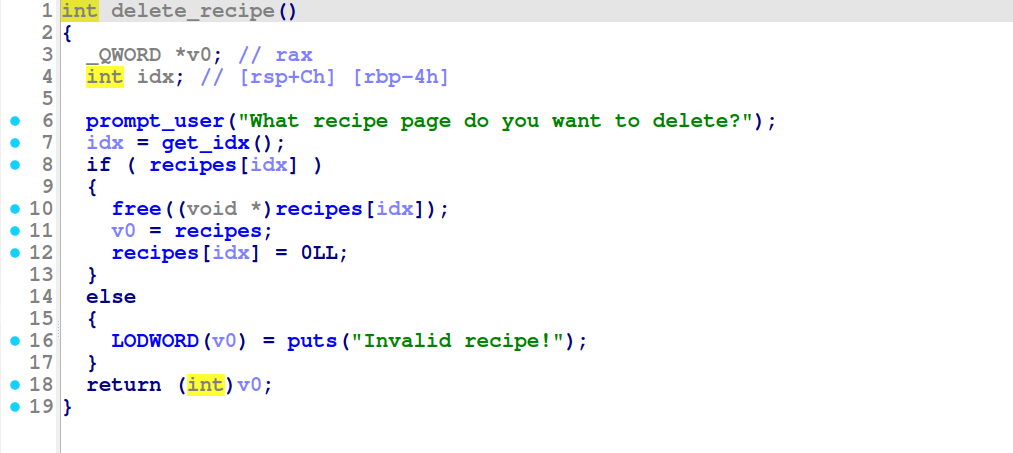 1 int delete_recipe()
2 {
3   _QWORD *v0; // rax
4   int idx; // [rsp+Ch] [rbp-4h]
5
6   prompt_user("What recipe page do you want to delete?");
7   idx = get_idx();
8   if ( recipes[idx] )
9   {
10     free((void *)recipes[idx]);
11     v0 = recipes;
12     recipes[idx] = 0LL;
13   }
14   else
15   {
16     LODWORD(v0) = puts("Invalid recipe!");
17   }
18   return (int)v0;
19 }